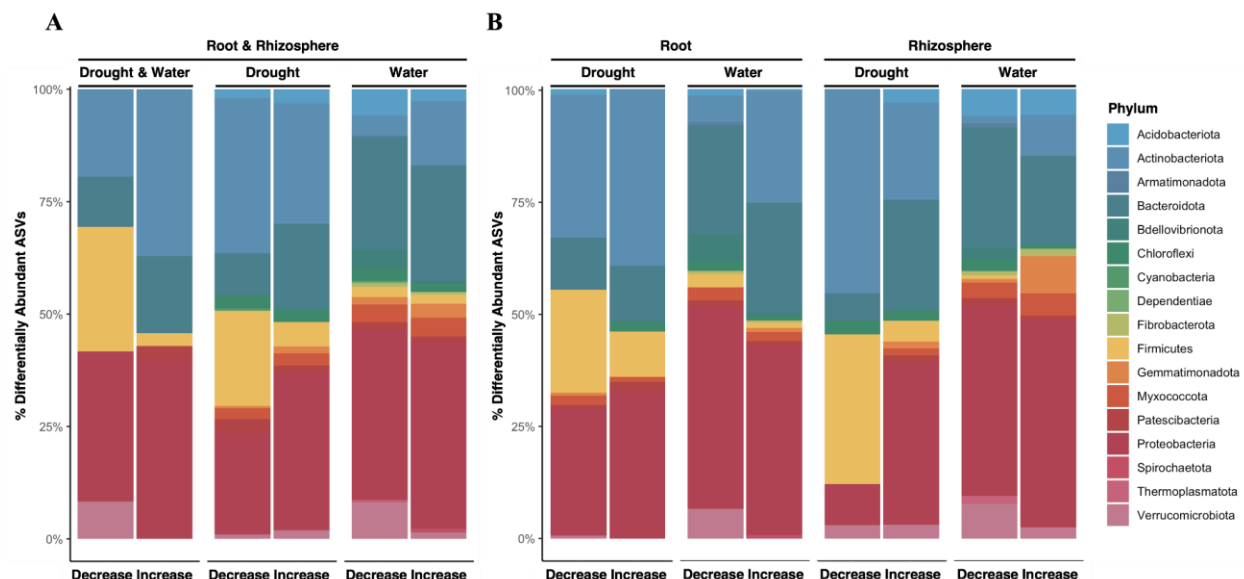 A
B
Root & Rhizosphere
Root
Rhizosphere
Drought & Water
Drought
Water
Drought
Water
Drought
Water
% Differentially Abundant ASVs
100%
75%
50%
25%
0%
Decrease Increase
Decrease Increase
Decrease Increase
% Differentially Abundant ASVs
100%
75%
50%
25%
0%
Decrease Increase
Decrease Increase
Decrease Increase
Decrease Increase
Phylum
Acidobacteriota
Actinobacteriota
Armatimonadota
Bacteroidota
Bdellovibrionota
Chloroflexi
Cyanobacteria
Dependentiae
Fibrobacterota
Firmicutes
Gemmatimonadota
Myxococcota
Patescibacteria
Proteobacteria
Spirochaetota
Thermoplasmatota
Verrucomicrobiota